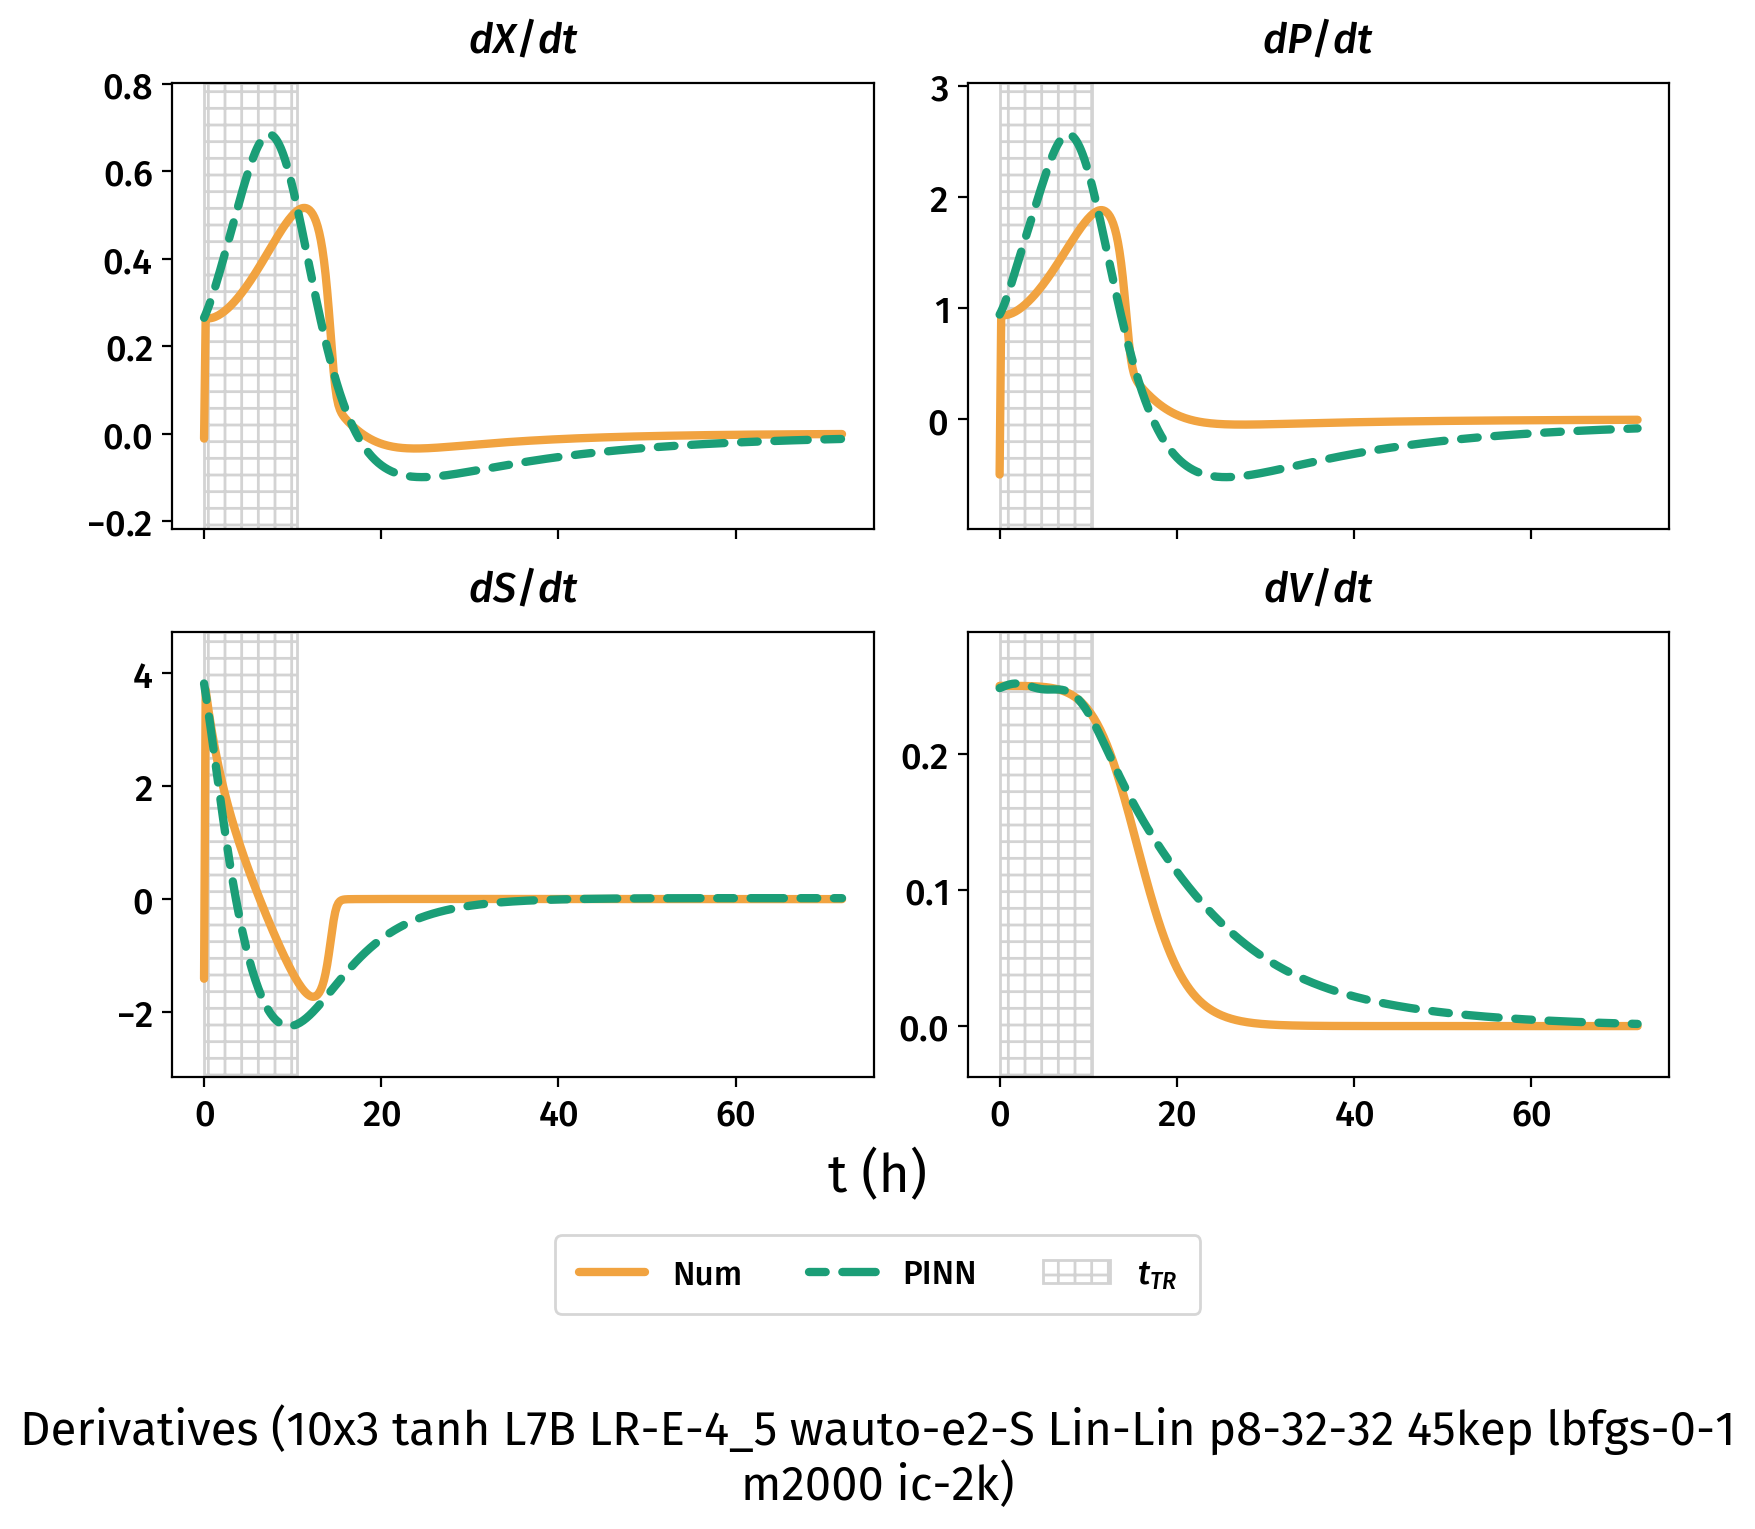 dX/dt
dP/dt
0.8
0.6
0.4
0.2
0.0
−0.2
3
2
1
0
dS/dt
dV/dt
4
2
0
−2
0.2
0.1
0.0
0 20 40 60
0 20 40 60
t (h)
Num PINN t_TR
Derivatives (10x3 tanh L7B LR-E-4_5 wauto-e2-S Lin-Lin p8-32-32 45kep lbfgs-0-1
m2000 ic-2k)